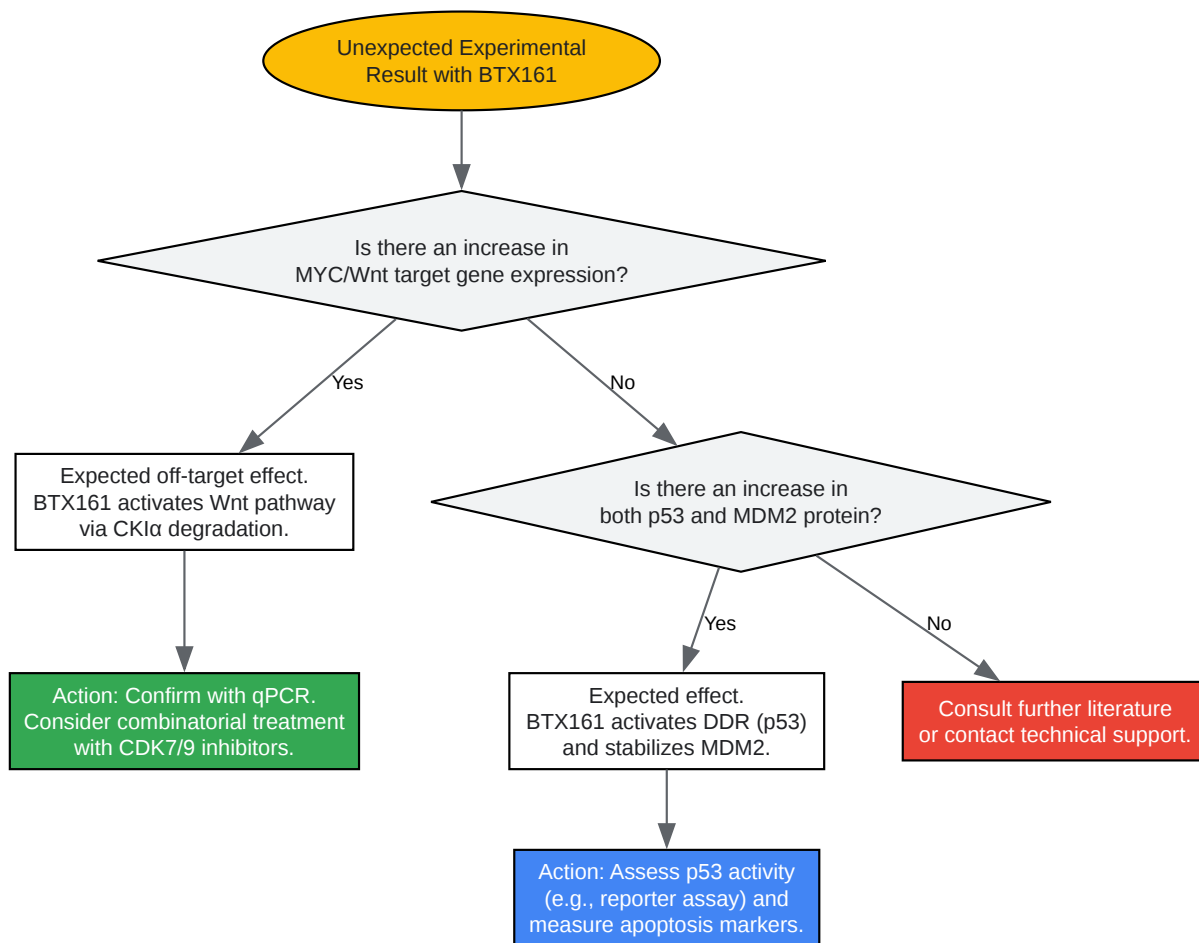 Unexpected Experimental
Result with BTX161
Is there an increase in
MYC/Wnt target gene expression?
Yes
No
Expected off-target effect.
BTX161 activates Wnt pathway
via CKIα degradation.
Is there an increase in
both p53 and MDM2 protein?
Yes
No
Action: Confirm with qPCR.
Consider combinatorial treatment
with CDK7/9 inhibitors.
Expected effect.
BTX161 activates DDR (p53)
and stabilizes MDM2.
Consult further literature
or contact technical support.
Action: Assess p53 activity
(e.g., reporter assay) and
measure apoptosis markers.